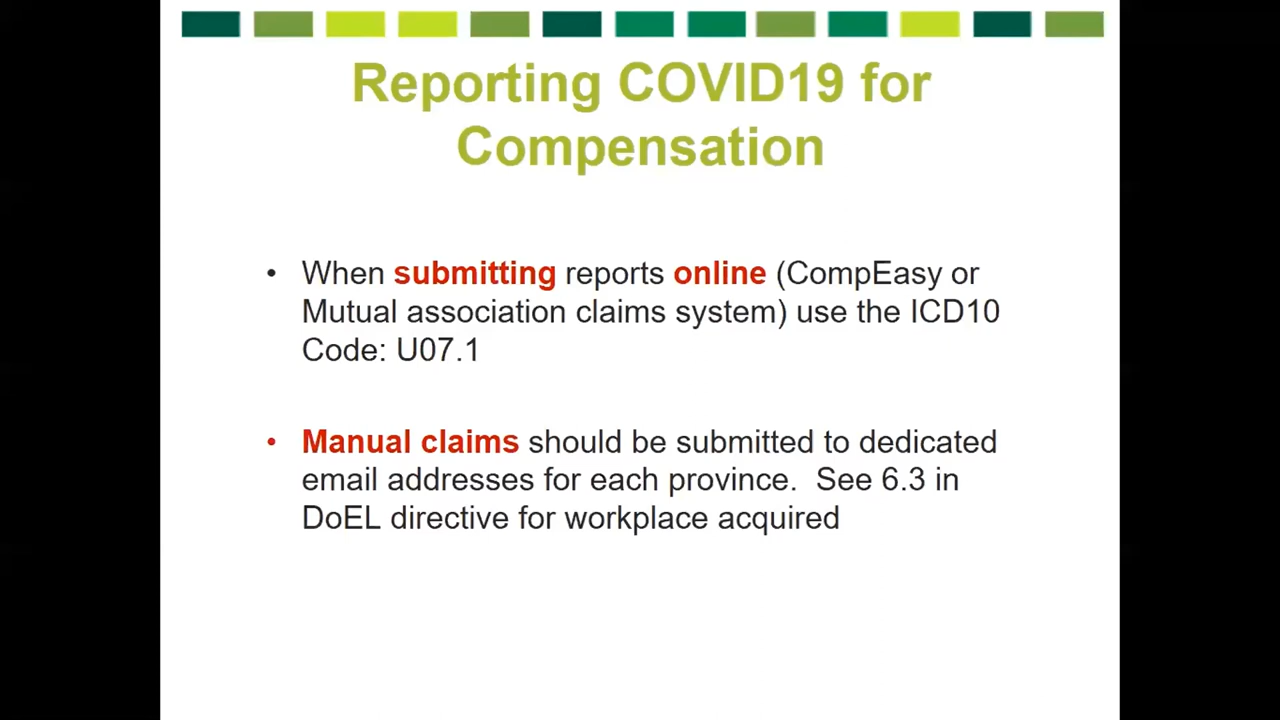 Reporting COVID19 for
Compensation
• When submitting reports online (CompEasy or
Mutual association claims system) use the ICD10
Code: U07.1
• Manual claims should be submitted to dedicated
email addresses for each province.  See 6.3 in
DoEL directive for workplace acquired